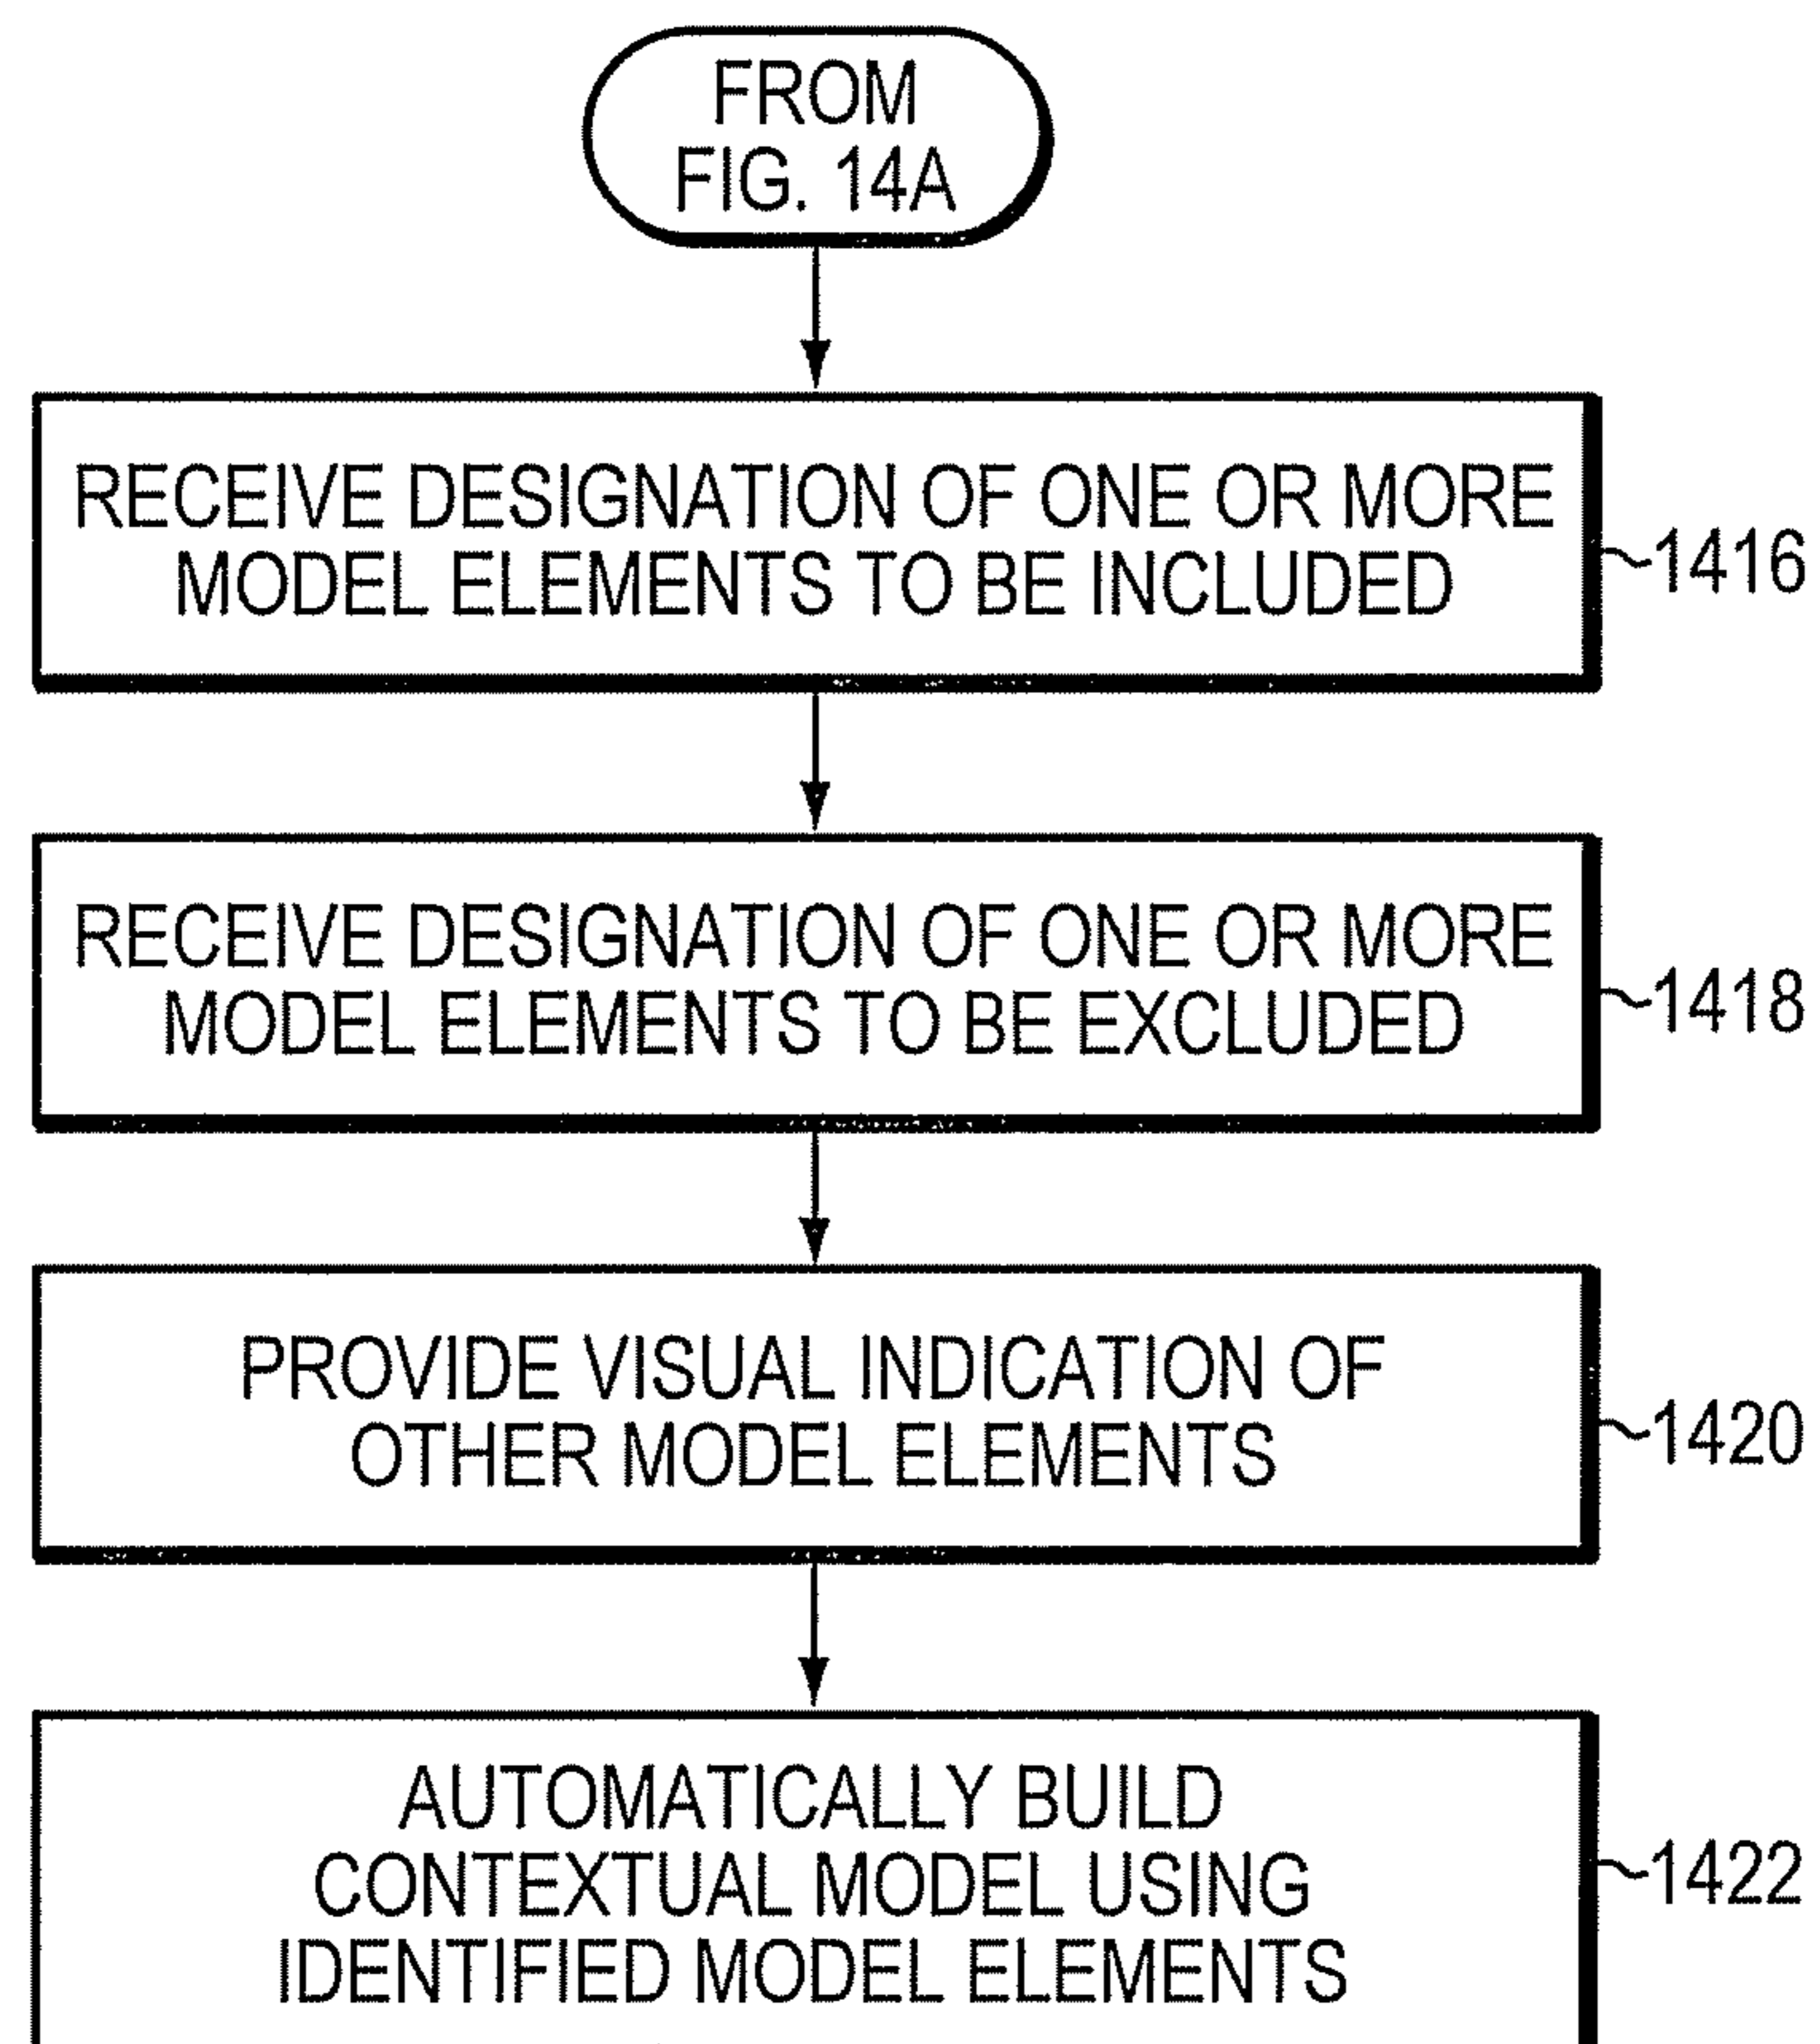 FROM
FIG. 14A
RECEIVE DESIGNATION OF ONE OR MORE
MODEL ELEMENTS TO BE INCLUDED
1416
RECEIVE DESIGNATION OF ONE OR MORE
MODEL ELEMENTS TO BE EXCLUDED
1418
PROVIDE VISUAL INDICATION OF
OTHER MODEL ELEMENTS
1420
AUTOMATICALLY BUILD
CONTEXTUAL MODEL USING
IDENTIFIED MODEL ELEMENTS
1422